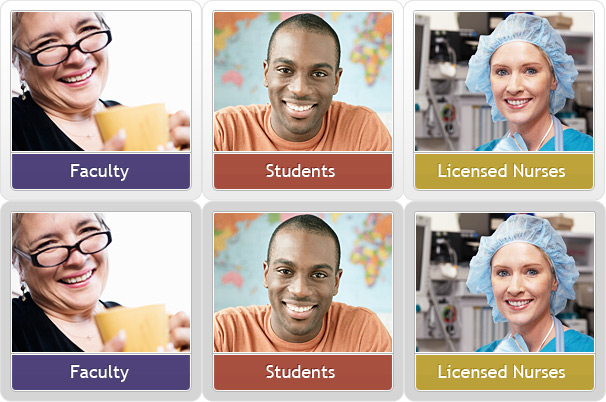 Faculty
Students
Licensed Nurses
Faculty
Students
Licensed Nurses